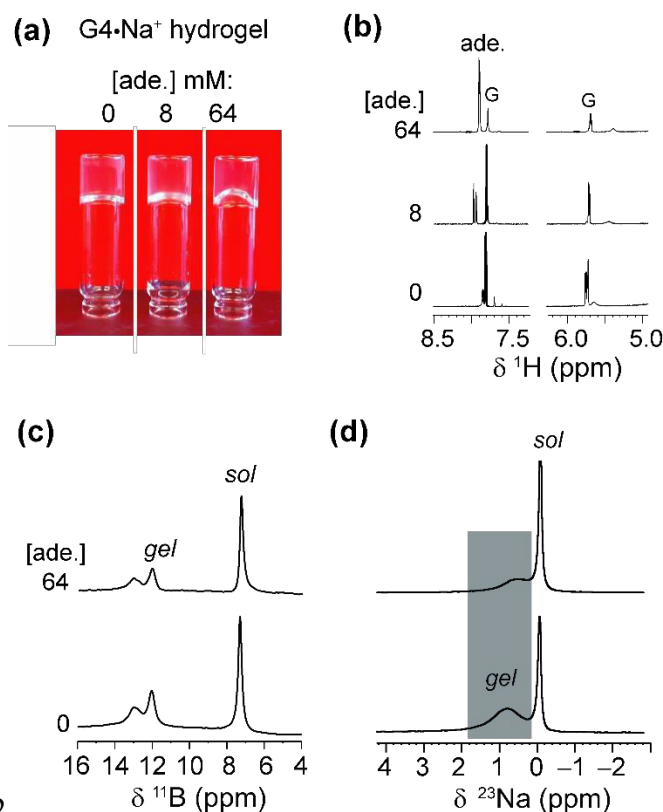 (a) G4•Na⁺ hydrogel
[ade.] mM:
0 8 64
(b)
ade.
G G
[ade.]
64
8
0
8.5 7.5 6.0 5.0
δ ¹H (ppm)
(c)
sol
[ade.]
64
gel
0
16 14 12 10 8 6 4
δ ¹¹B (ppm)
(d)
sol
gel
4 3 2 1 0 −1 −2
δ ²³Na (ppm)